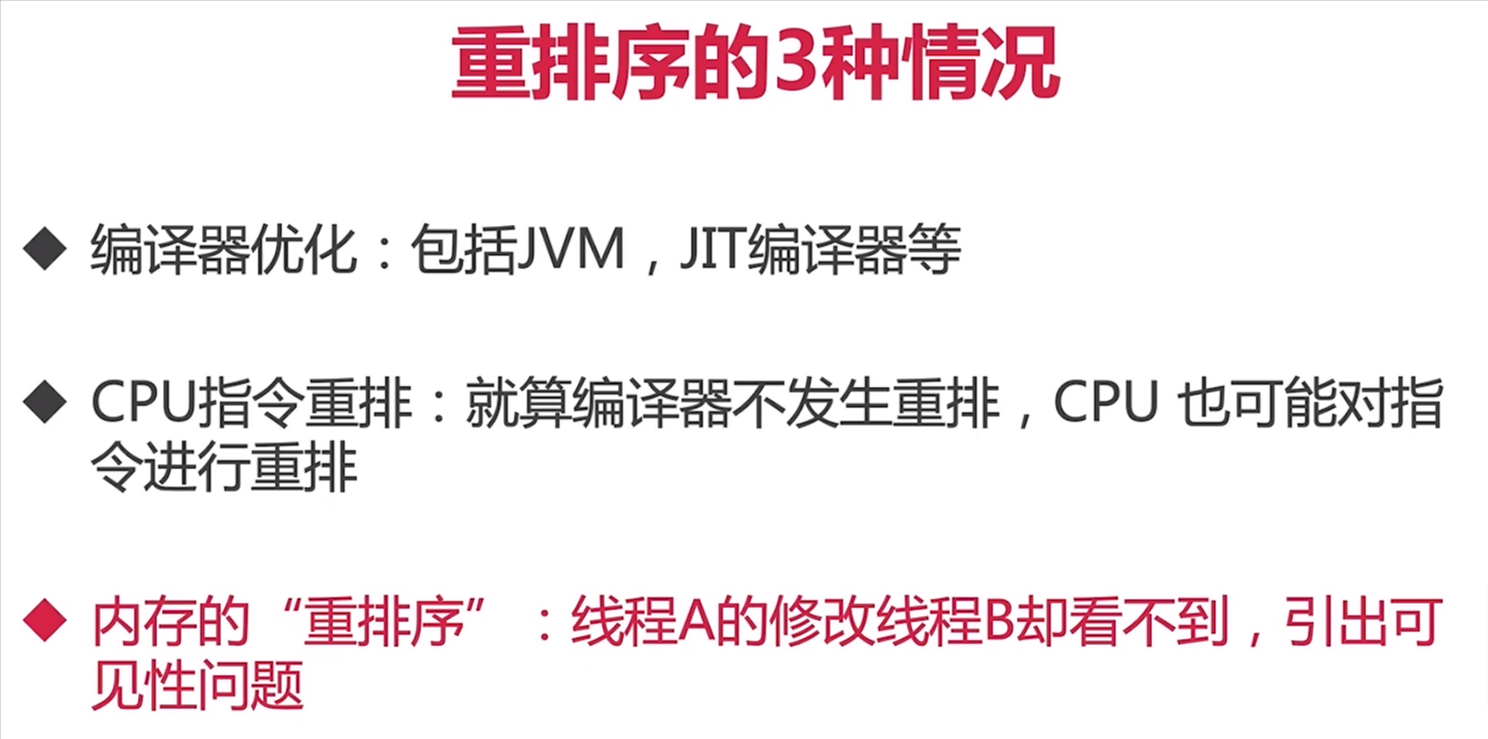 重排序的3种情况
◆ 编译器优化：包括JVM，JIT编译器等
◆ CPU指令重排：就算编译器不发生重排，CPU 也可能对指
令进行重排
◆ 内存的“重排序”：线程A的修改线程B却看不到，引出可
见性问题